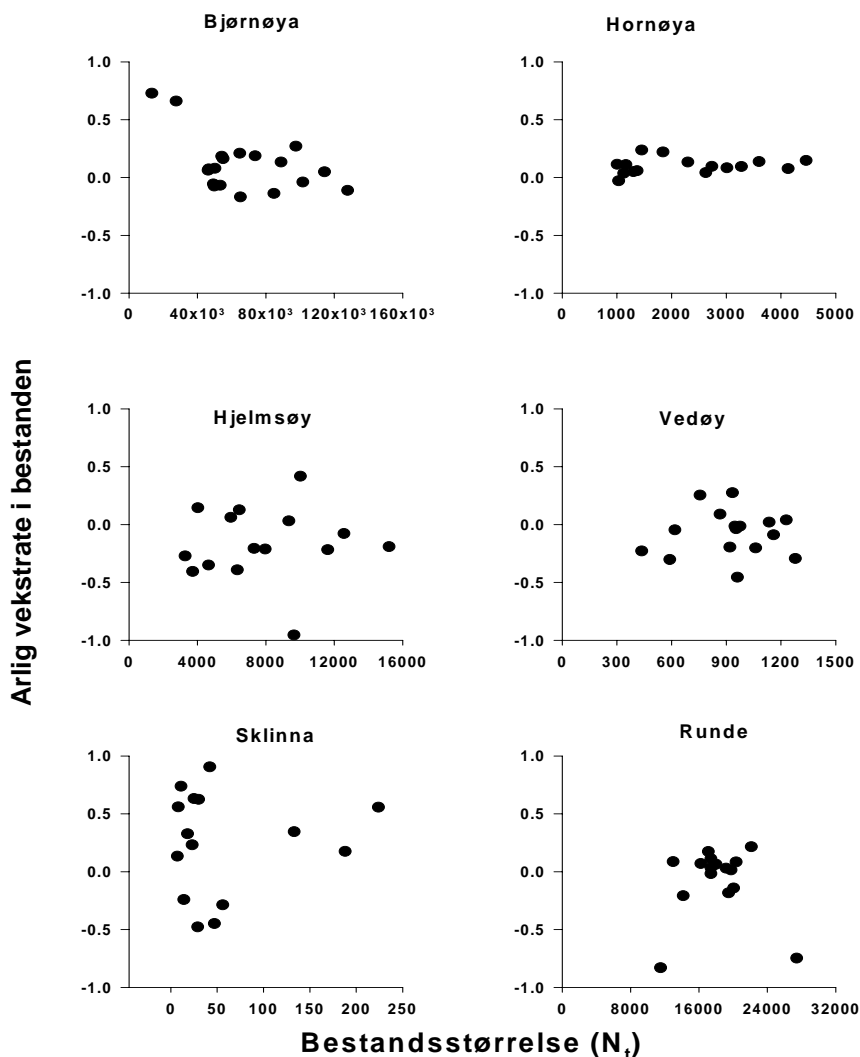 Bjørnøya
Hornøya
1.0
0.5
0.0
-0.5
-1.0
0 40x10³ 80x10³ 120x10³ 160x10³
1.0
0.5
0.0
-0.5
-1.0
0 1000 2000 3000 4000 5000
Arlig vekstrate i bestanden
Hjelmsøy
Vedøy
1.0
0.5
0.0
-0.5
-1.0
0 4000 8000 12000 16000
1.0
0.5
0.0
-0.5
-1.0
0 300 600 900 1200 1500
Sklinna
Runde
1.0
0.5
0.0
-0.5
-1.0
0 50 100 150 200 250
1.0
0.5
0.0
-0.5
-1.0
0 8000 16000 24000 32000
Bestandsstørrelse (Nt)